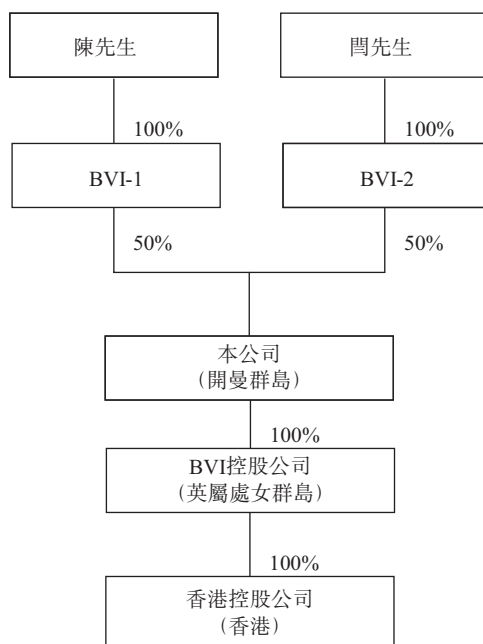 陳先生
閆先生
100%
100%
BVI-1
BVI-2
50%
50%
本公司
（開曼群島）
100%
BVI控股公司
（英屬處女群島）
100%
香港控股公司
（香港）